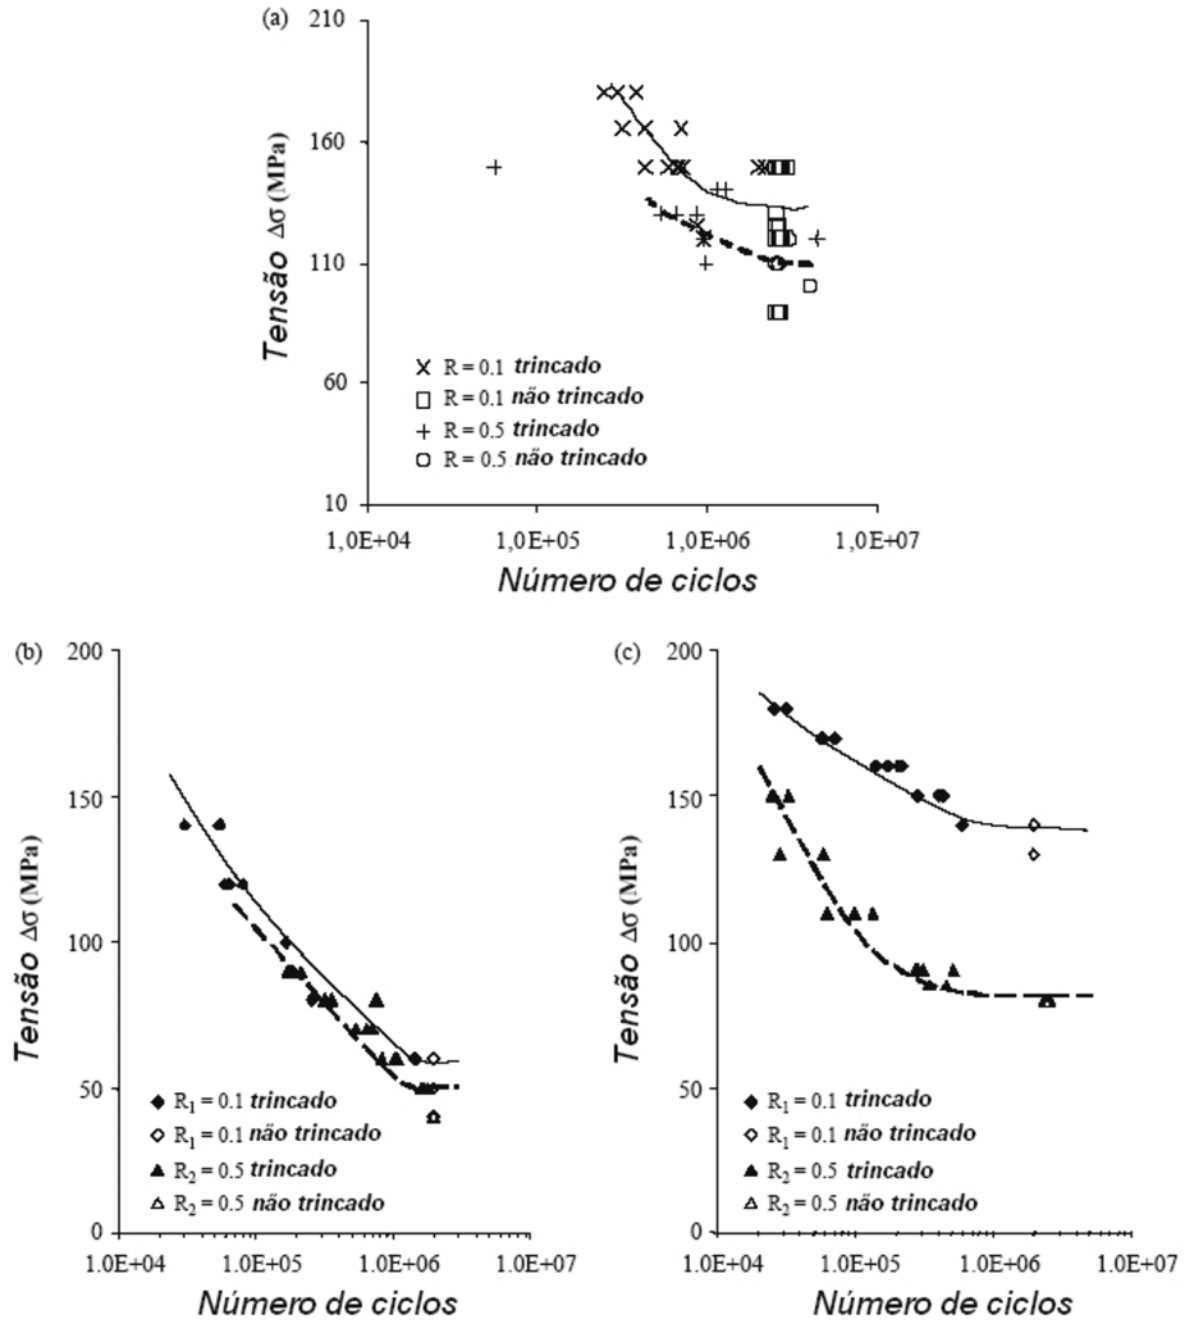 (a)
210
160
110
60
10
Tensão Δσ (MPa)
R = 0.1 trincado
R = 0.1 não trincado
R = 0.5 trincado
R = 0.5 não trincado
1,0E+04 1,0E+05 1,0E+06 1,0E+07
Número de ciclos
(b)
200
150
100
50
0
Tensão Δσ (MPa)
R₁ = 0.1 trincado
R₁ = 0.1 não trincado
R₂ = 0.5 trincado
R₂ = 0.5 não trincado
1.0E+04 1.0E+05 1.0E+06 1.0E+07
Número de ciclos
(c)
200
150
100
50
0
Tensão Δσ (MPa)
R₁ = 0.1 trincado
R₁ = 0.1 não trincado
R₂ = 0.5 trincado
R₂ = 0.5 não trincado
1.0E+04 1.0E+05 1.0E+06 1.0E+07
Número de ciclos